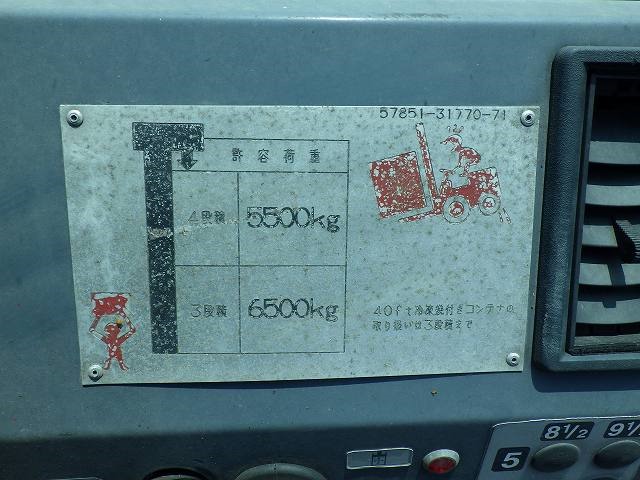 57851-31770-71
許容荷重
4段積 5500kg
3段積 6500kg
40ft冷凍機付きコンテナの
取り扱いは3段積まで
5 8 1/2 9 1/